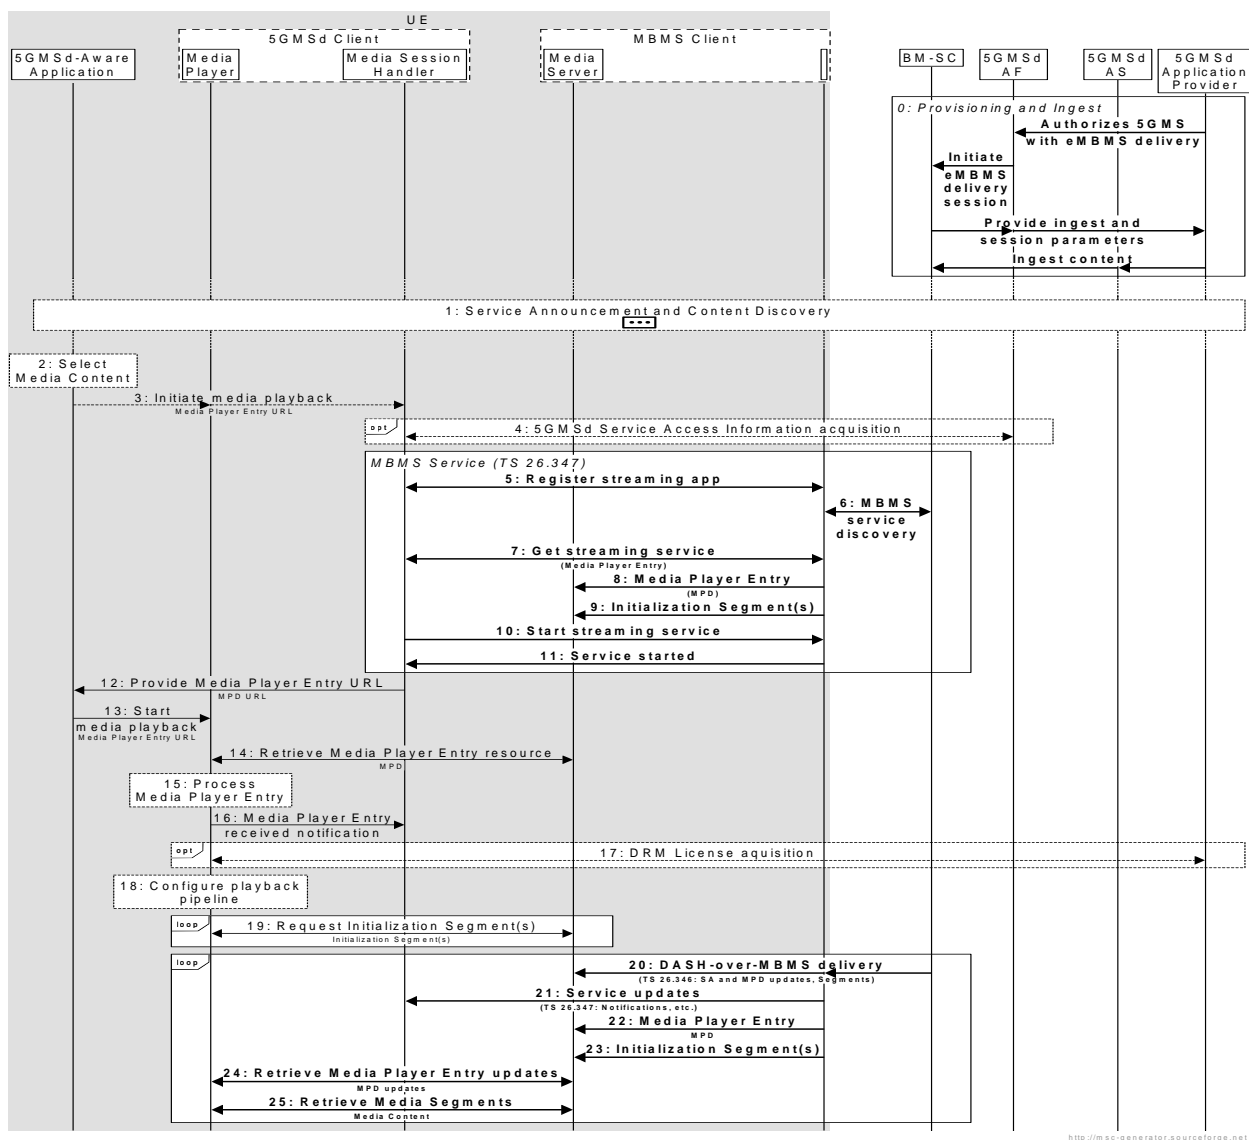 UE
5GMSd Client
MBMS Client
5GMSd-Aware
Application
Media
Player
Media Session
Handler
Media
Server
BM-SC
5GMSd
AF
5GMSd
AS
5GMSd
Application
Provider
0: Provisioning and Ingest
Authorizes 5GMS
with eMBMS delivery
Initiate
eMBMS
delivery
session
Provide ingest and
session parameters
Ingest content
1: Service Announcement and Content Discovery
2: Select
Media Content
3: Initiate media playback
Media Player Entry URL
opt
4: 5GMSd Service Access Information acquisition
MBMS Service (TS 26.347)
5: Register streaming app
6: MBMS
service
discovery
7: Get streaming service
(Media Player Entry)
8: Media Player Entry
(MPD)
9: Initialization Segment(s)
10: Start streaming service
11: Service started
12: Provide Media Player Entry URL
MPD URL
13: Start
media playback
Media Player Entry URL
14: Retrieve Media Player Entry resource
MPD
15: Process
Media Player Entry
16: Media Player Entry
received notification
opt
17: DRM License aquisition
18: Configure playback
pipeline
loop
19: Request Initialization Segment(s)
Initialization Segment(s)
loop
20: DASH-over-MBMS delivery
(TS 26.346: SA and MPD updates, Segments)
21: Service updates
(TS 26.347: Notifications, etc.)
22: Media Player Entry
MPD
23: Initialization Segment(s)
24: Retrieve Media Player Entry updates
MPD updates
25: Retrieve Media Segments
Media Content
http://msc-generator.sourceforge.net